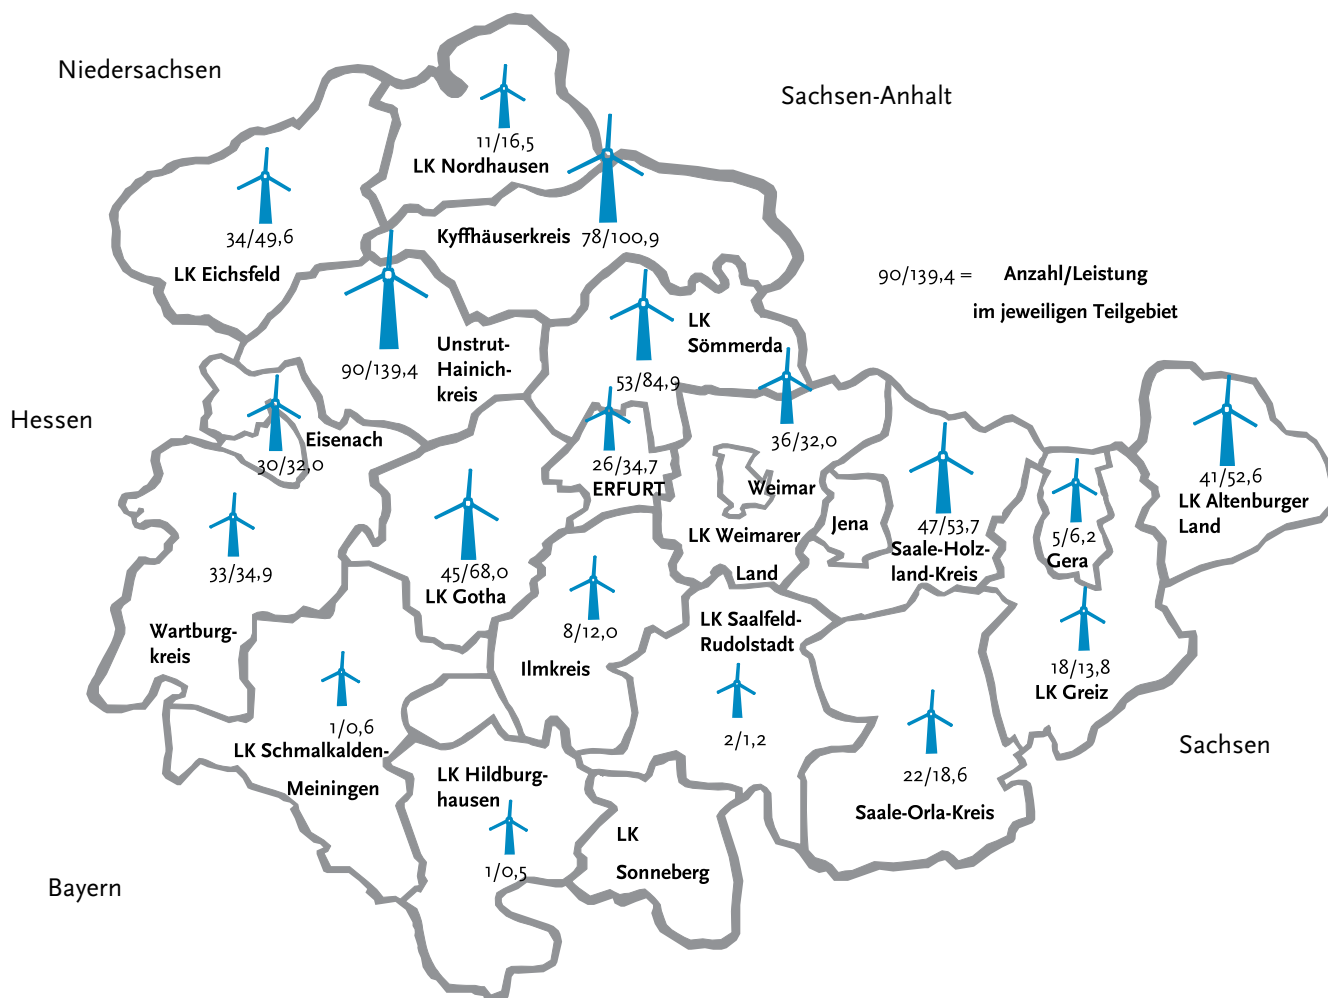 Niedersachsen
Sachsen-Anhalt
11/16,5
LK Nordhausen
34/49,6
LK Eichsfeld
Kyffhäuserkreis 78/100,9
90/139,4 = Anzahl/Leistung
im jeweiligen Teilgebiet
LK
Sömmerda
Unstrut-
Hainich-
kreis
90/139,4
53/84,9
Hessen
Eisenach
30/32,0
36/32,0
26/34,7
ERFURT
Weimar
41/52,6
LK Altenburger
Land
LK Weimarer
Land
Jena
47/53,7
Saale-Holz-
land-Kreis
5/6,2
Gera
33/34,9
45/68,0
LK Gotha
Wartburg-
kreis
8/12,0
Ilmkreis
LK Saalfeld-
Rudolstadt
18/13,8
LK Greiz
1/0,6
LK Schmalkalden-
Meiningen
2/1,2
Sachsen
LK Hildburg-
hausen
22/18,6
Saale-Orla-Kreis
LK
Sonneberg
1/0,5
Bayern